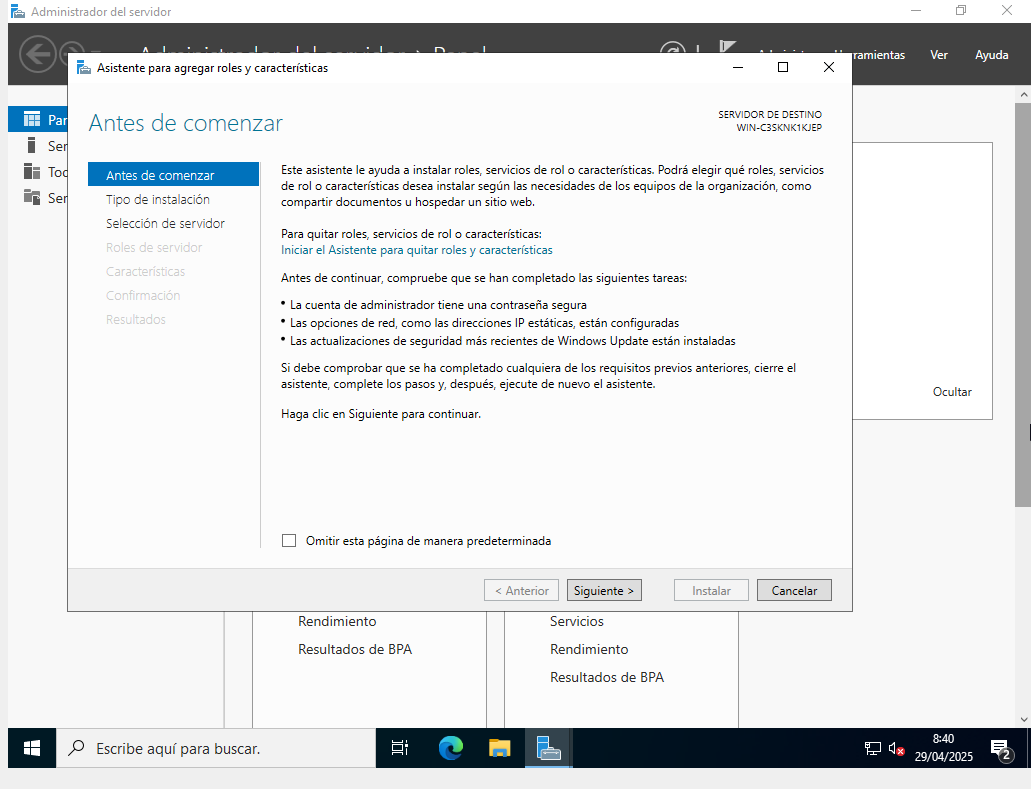 Administrador del servidor
Ver
Ayuda
Asistente para agregar roles y características
Antes de comenzar
SERVIDOR DE DESTINO
WIN-C3SKNK1KJEP
Antes de comenzar
Tipo de instalación
Selección de servidor
Roles de servidor
Características
Confirmación
Resultados
Este asistente le ayuda a instalar roles, servicios de rol o características. Podrá elegir qué roles, servicios
de rol o características desea instalar según las necesidades de los equipos de la organización, como
compartir documentos u hospedar un sitio web.
Para quitar roles, servicios de rol o características:
Iniciar el Asistente para quitar roles y características
Antes de continuar, compruebe que se han completado las siguientes tareas:
• La cuenta de administrador tiene una contraseña segura
• Las opciones de red, como las direcciones IP estáticas, están configuradas
• Las actualizaciones de seguridad más recientes de Windows Update están instaladas
Si debe comprobar que se ha completado cualquiera de los requisitos previos anteriores, cierre el
asistente, complete los pasos y, después, ejecute de nuevo el asistente.
Haga clic en Siguiente para continuar.
Omitir esta página de manera predeterminada
< Anterior
Siguiente >
Instalar
Cancelar
Ocultar
Rendimiento
Resultados de BPA
Servicios
Rendimiento
Resultados de BPA
Escribe aquí para buscar.
8:40
29/04/2025
2